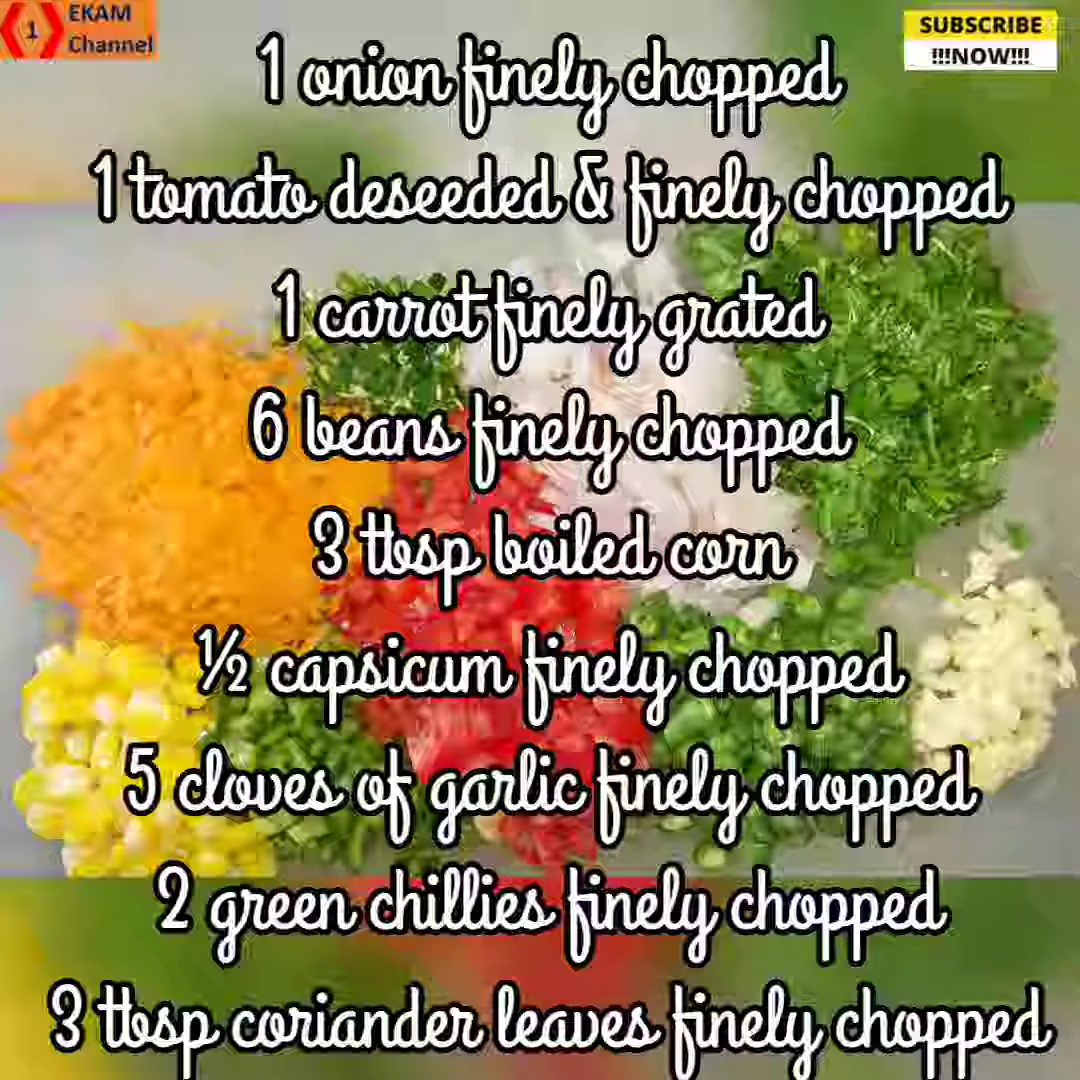 1
EKAM
Channel
SUBSCRIBE
!!!NOW!!!
1 onion finely chopped
1 tomato deseeded & finely chopped
1 carrot finely grated
6 beans finely chopped
3 tbsp boiled corn
½ capsicum finely chopped
5 cloves of garlic finely chopped
2 green chillies finely chopped
3 tbsp coriander leaves finely chopped